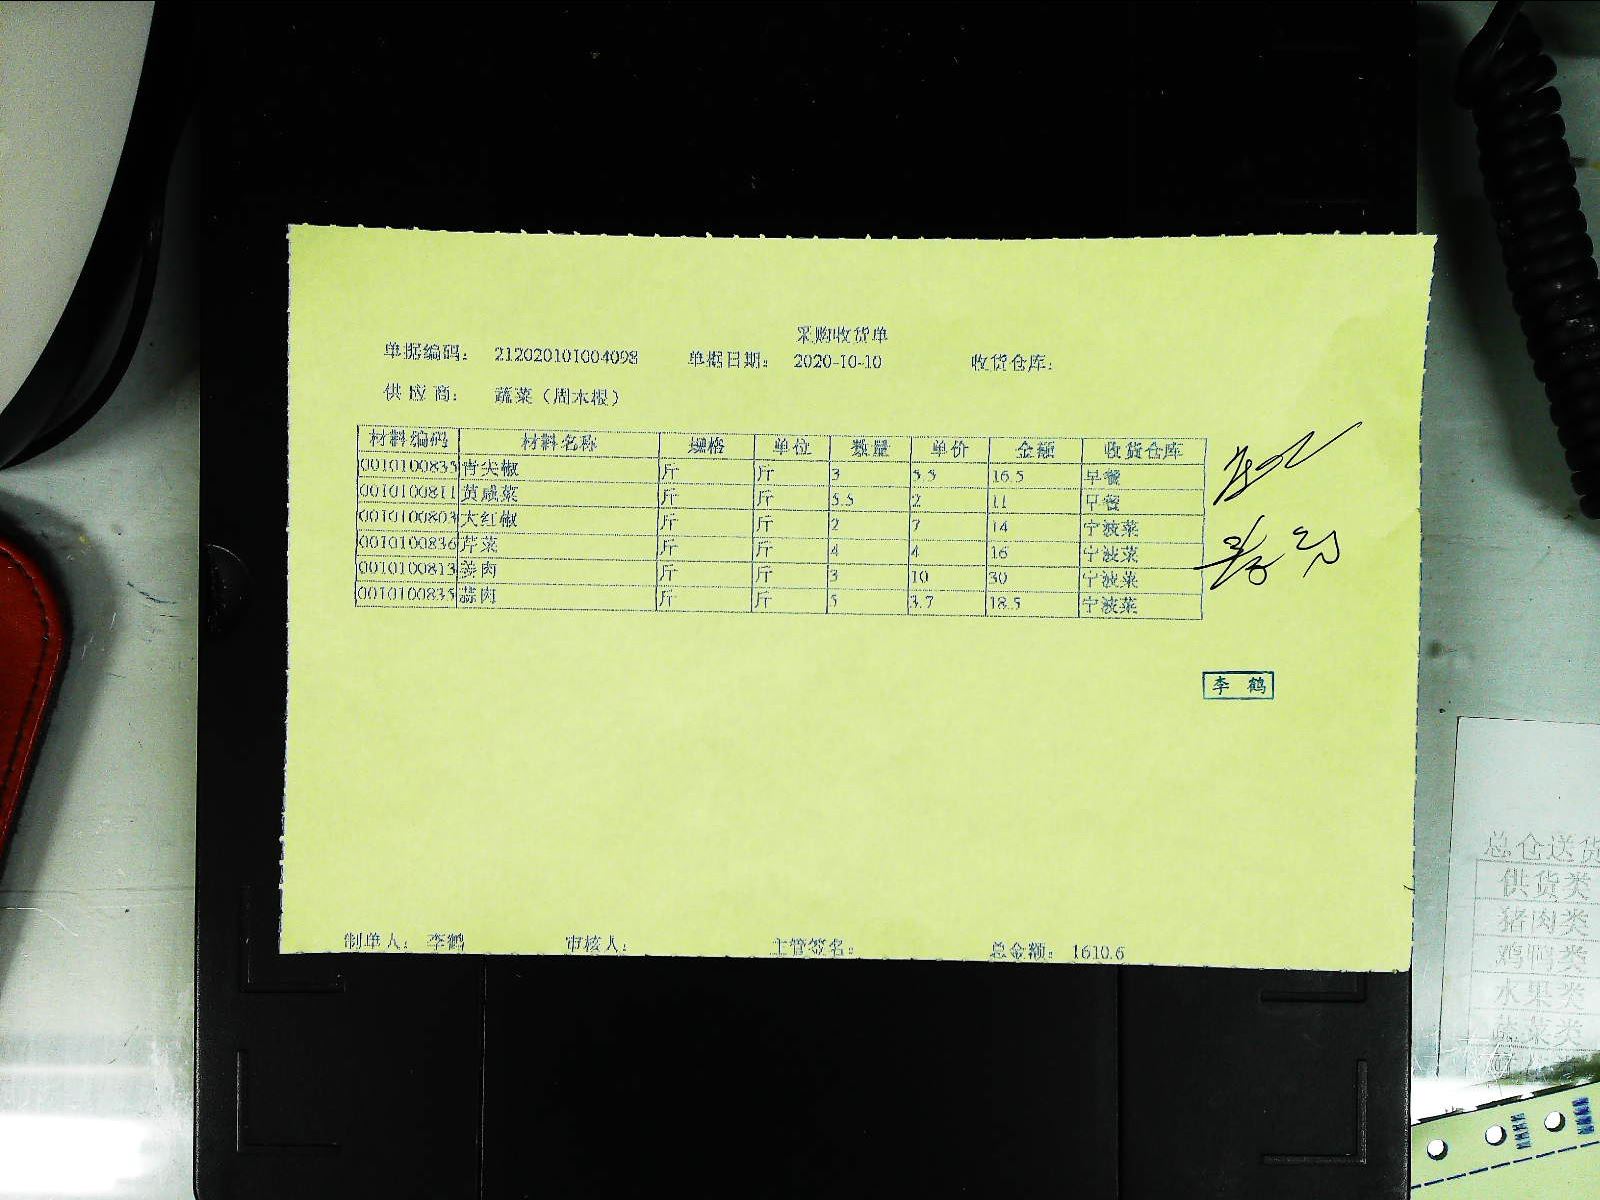 采购收货单
单据编码: 212020101004098 单据日期: 2020-10-10 收货仓库:
供应商: 蔬菜（周木根）
材料编码 材料名称 规格 单位 数量 单价 金额 收货仓库
0010100833 青尖椒 斤 斤 3 5.5 16.5 早餐
0010100811 黄咸菜 斤 斤 5.5 2 11 早餐
0010100803 大红椒 斤 斤 2 7 14 宁波菜
0010100836 芹菜 斤 斤 4 4 16 宁波菜
0010100813 姜肉 斤 斤 3 10 30 宁波菜
0010100835 蒜肉 斤 斤 5 3.7 18.5 宁波菜
李鹤
制单人: 李鹤 审核人: 主管签名: 总金额: 1610.6
总仓送货
供货类
猪肉类
鸡鸭类
水果类
蔬菜类